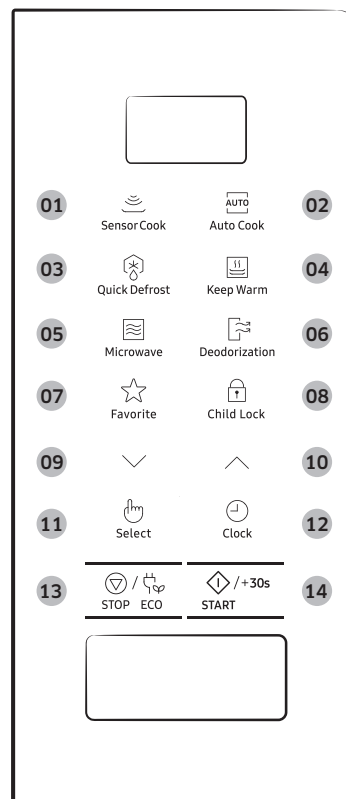 01 Sensor Cook AUTO Auto Cook 02
03 Quick Defrost Keep Warm 04
05 Microwave Deodorization 06
07 Favorite Child Lock 08
09 10
11 Select Clock 12
13 / /+30s 14
STOP ECO START